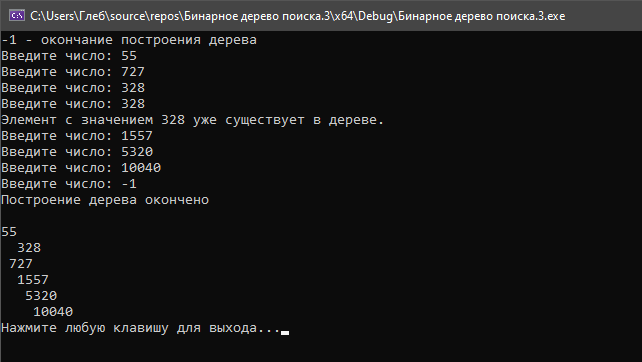 C:\Users\Глеб\source\repos\Бинарное дерево поиска.3\x64\Debug\Бинарное дерево поиска.3.exe
-1 - окончание построения дерева
Введите число: 55
Введите число: 727
Введите число: 328
Введите число: 328
Элемент с значением 328 уже существует в дереве.
Введите число: 1557
Введите число: 5320
Введите число: 10040
Введите число: -1
Построение дерева окончено

55
  328
 727
  1557
   5320
    10040
Нажмите любую клавишу для выхода...